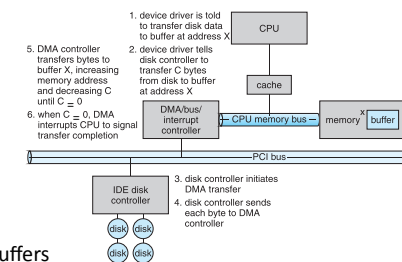 1. device driver is told
to transfer disk data
to buffer at address X
2. device driver tells
disk controller to
transfer C bytes
from disk to buffer
at address X
5. DMA controller
transfers bytes to
buffer X, increasing
memory address
and decreasing C
until C = 0
6. when C = 0, DMA
interrupts CPU to signal
transfer completion
CPU
cache
DMA/bus/
interrupt
controller
CPU memory bus
memory
x
buffer
PCI bus
IDE disk
controller
3. disk controller initiates
DMA transfer
4. disk controller sends
each byte to DMA
controller
disk
disk
disk
disk
uffers